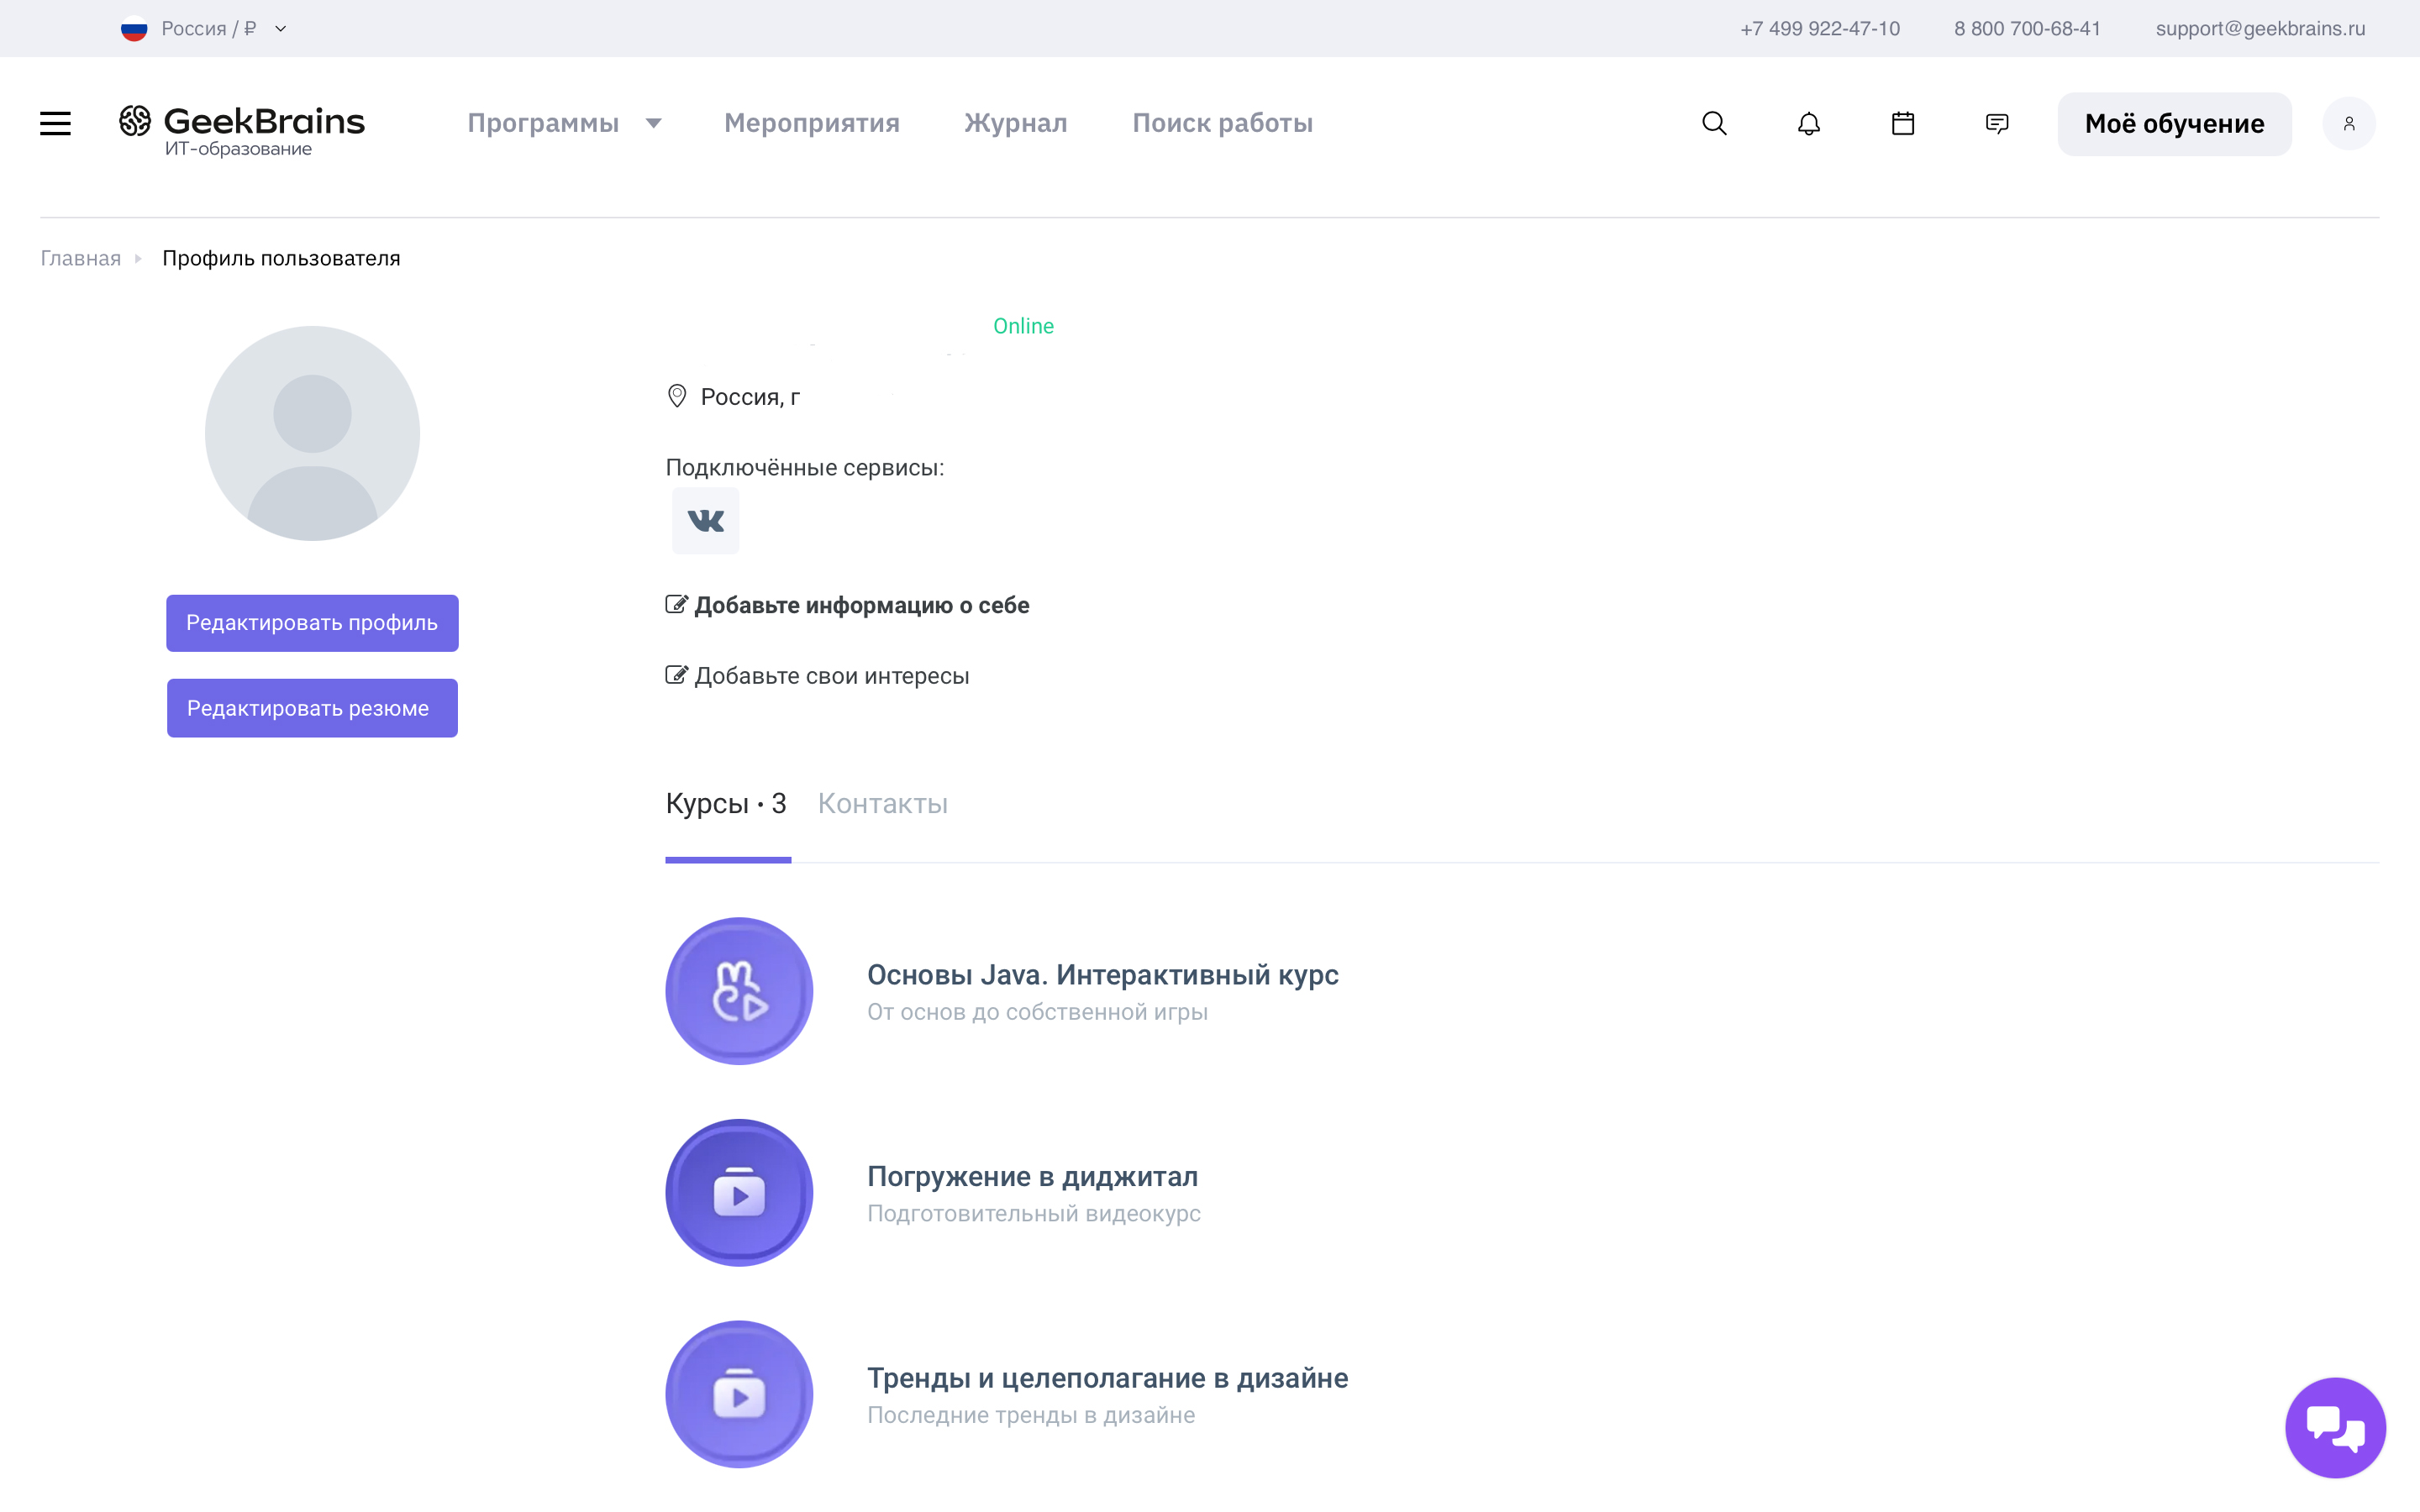 Россия / ₽
+7 499 922-47-10
8 800 700-68-41
support@geekbrains.ru
GeekBrains
ИТ-образование
Программы
Мероприятия
Журнал
Поиск работы
Моё обучение
Главная
Профиль пользователя
Online
Россия, г
Подключённые сервисы:
Редактировать профиль
Редактировать резюме
Добавьте информацию о себе
Добавьте свои интересы
Курсы • 3
Контакты
Основы Java. Интерактивный курс
От основ до собственной игры
Погружение в диджитал
Подготовительный видеокурс
Тренды и целеполагание в дизайне
Последние тренды в дизайне